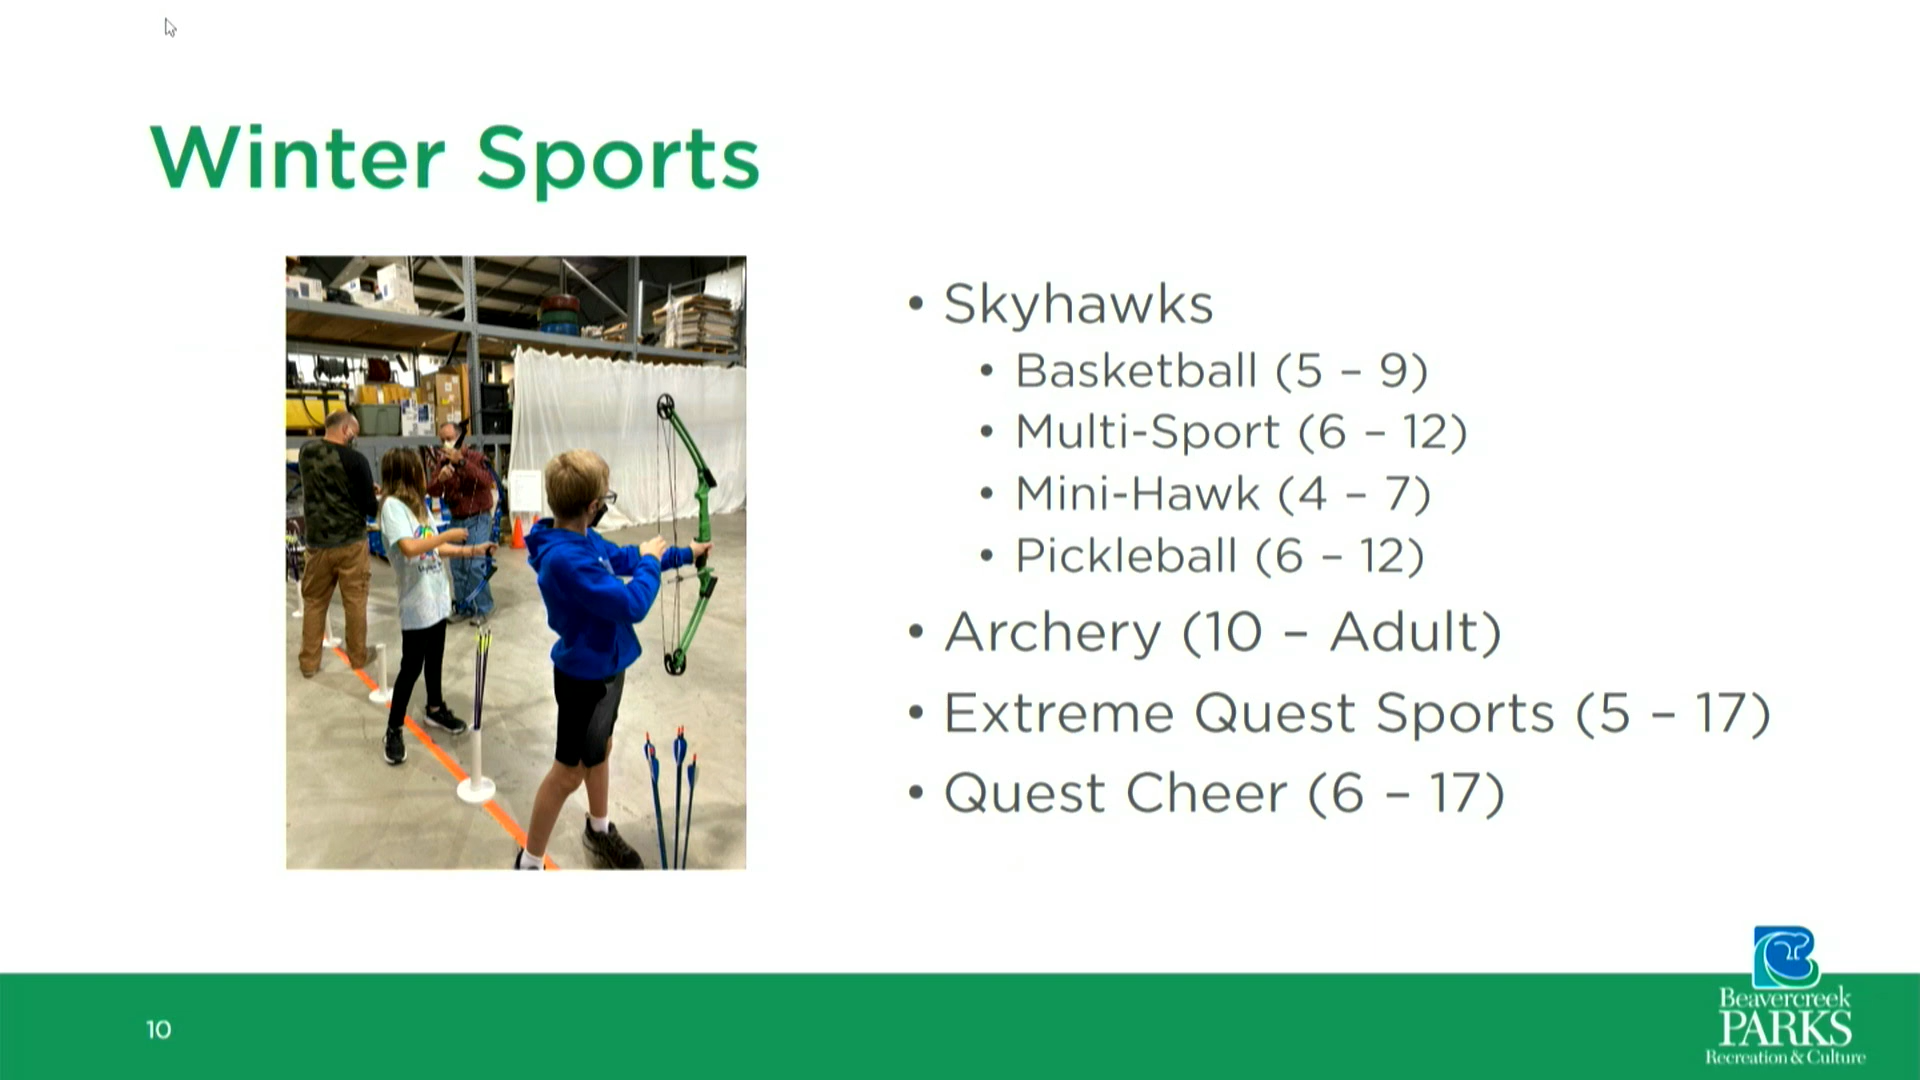 Winter Sports
• Skyhawks
• Basketball (5 – 9)
• Multi-Sport (6 – 12)
• Mini-Hawk (4 – 7)
• Pickleball (6 – 12)
• Archery (10 – Adult)
• Extreme Quest Sports (5 – 17)
• Quest Cheer (6 – 17)
10
Beavercreek
PARKS
Recreation & Culture